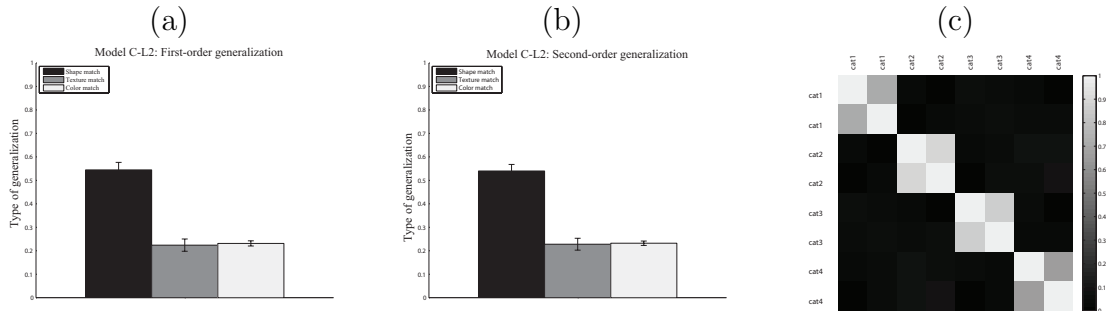 (a)
Model C-L2: First-order generalization
Shape match
Texture match
Color match
Type of generalization
1
0.9
0.8
0.7
0.6
0.5
0.4
0.3
0.2
0.1
0
(b)
Model C-L2: Second-order generalization
Shape match
Texture match
Color match
Type of generalization
1
0.9
0.8
0.7
0.6
0.5
0.4
0.3
0.2
0.1
0
(c)
cat1 cat1 cat2 cat2 cat3 cat3 cat4 cat4
cat1
cat1
cat2
cat2
cat3
cat3
cat4
cat4
1
0.9
0.8
0.7
0.6
0.5
0.4
0.3
0.2
0.1
0